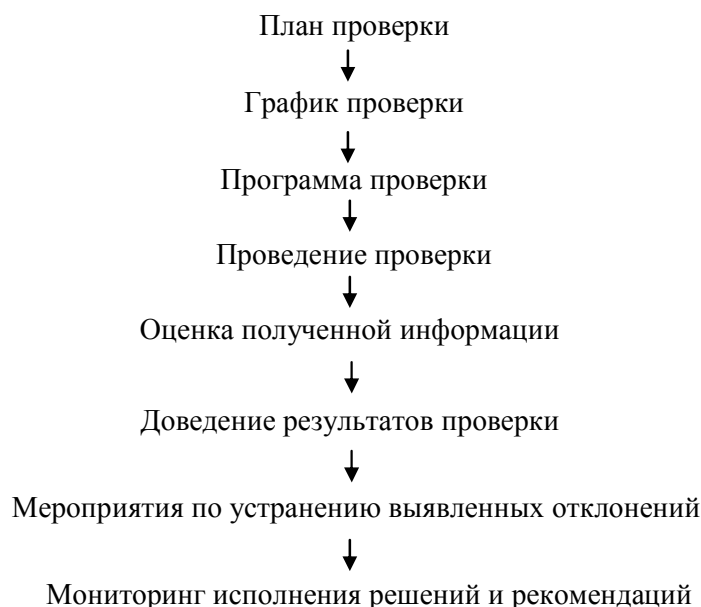 План проверки
График проверки
Программа проверки
Проведение проверки
Оценка полученной информации
Доведение результатов проверки
Мероприятия по устранению выявленных отклонений
Мониторинг исполнения решений и рекомендаций